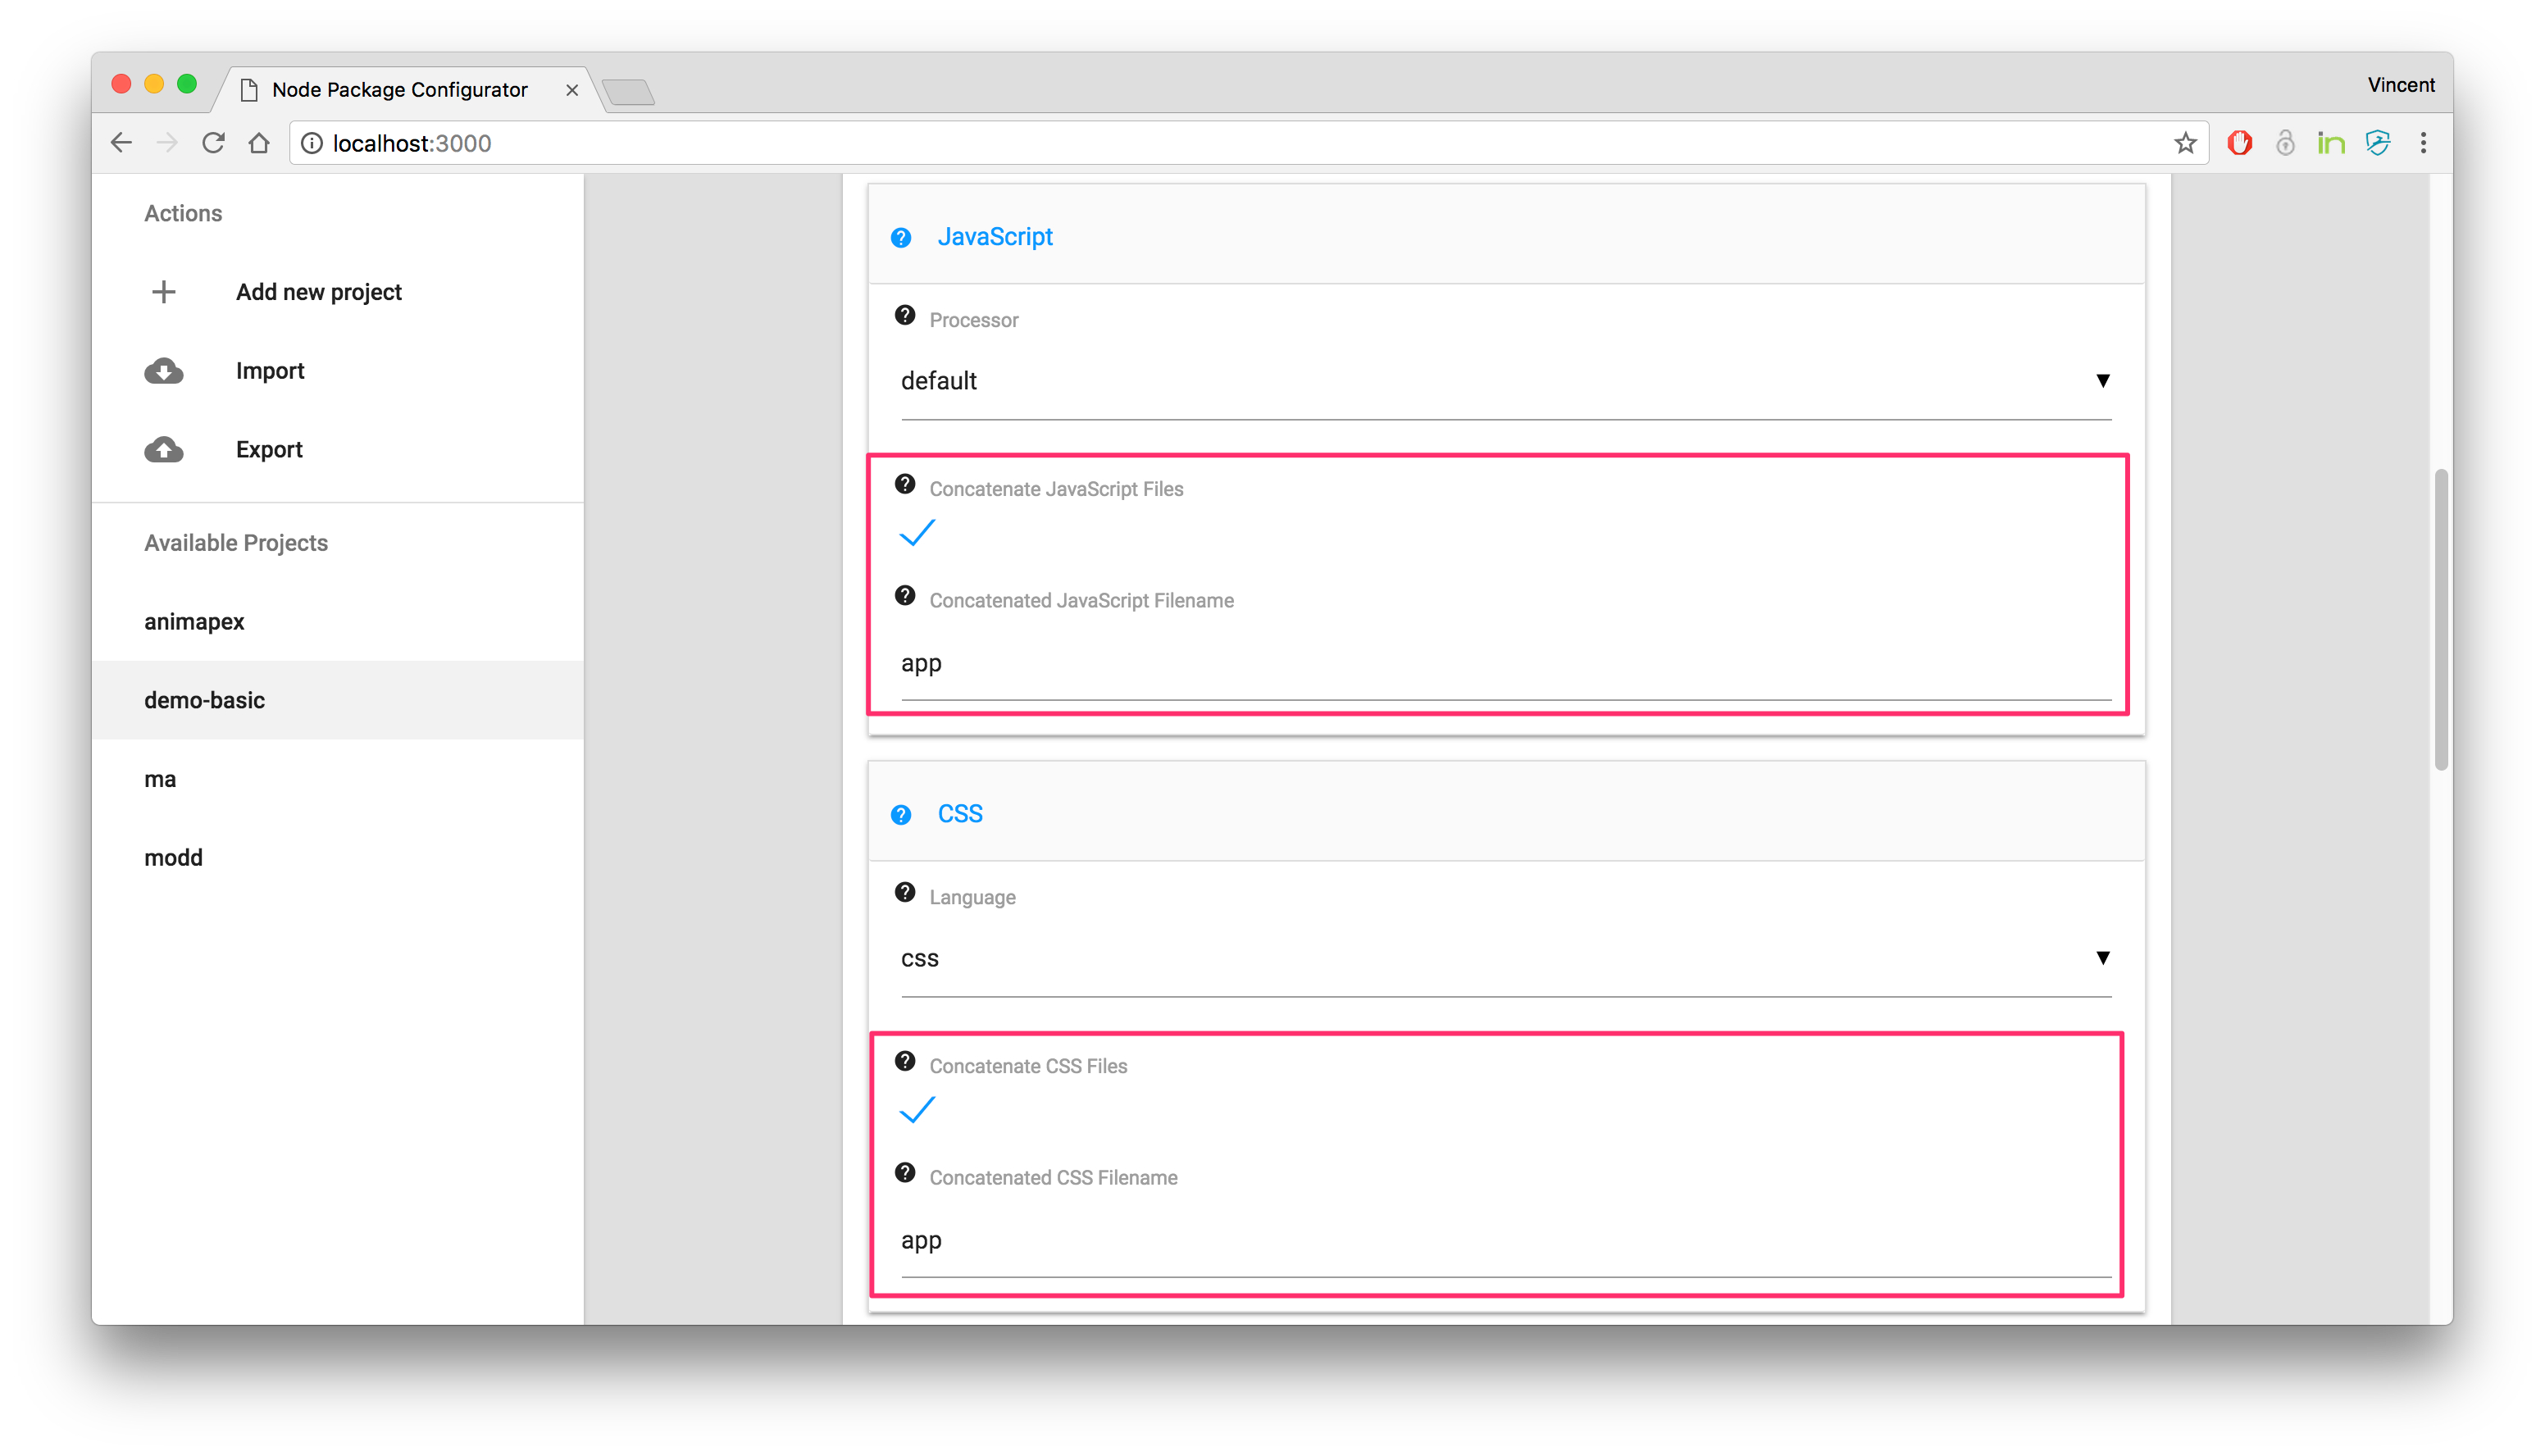 Node Package Configurator
Vincent
localhost:3000
in
Actions
Add new project
Import
Export
Available Projects
animapex
demo-basic
ma
modd
JavaScript
Processor
default
Concatenate JavaScript Files
Concatenated JavaScript Filename
app
CSS
Language
css
Concatenate CSS Files
Concatenated CSS Filename
app